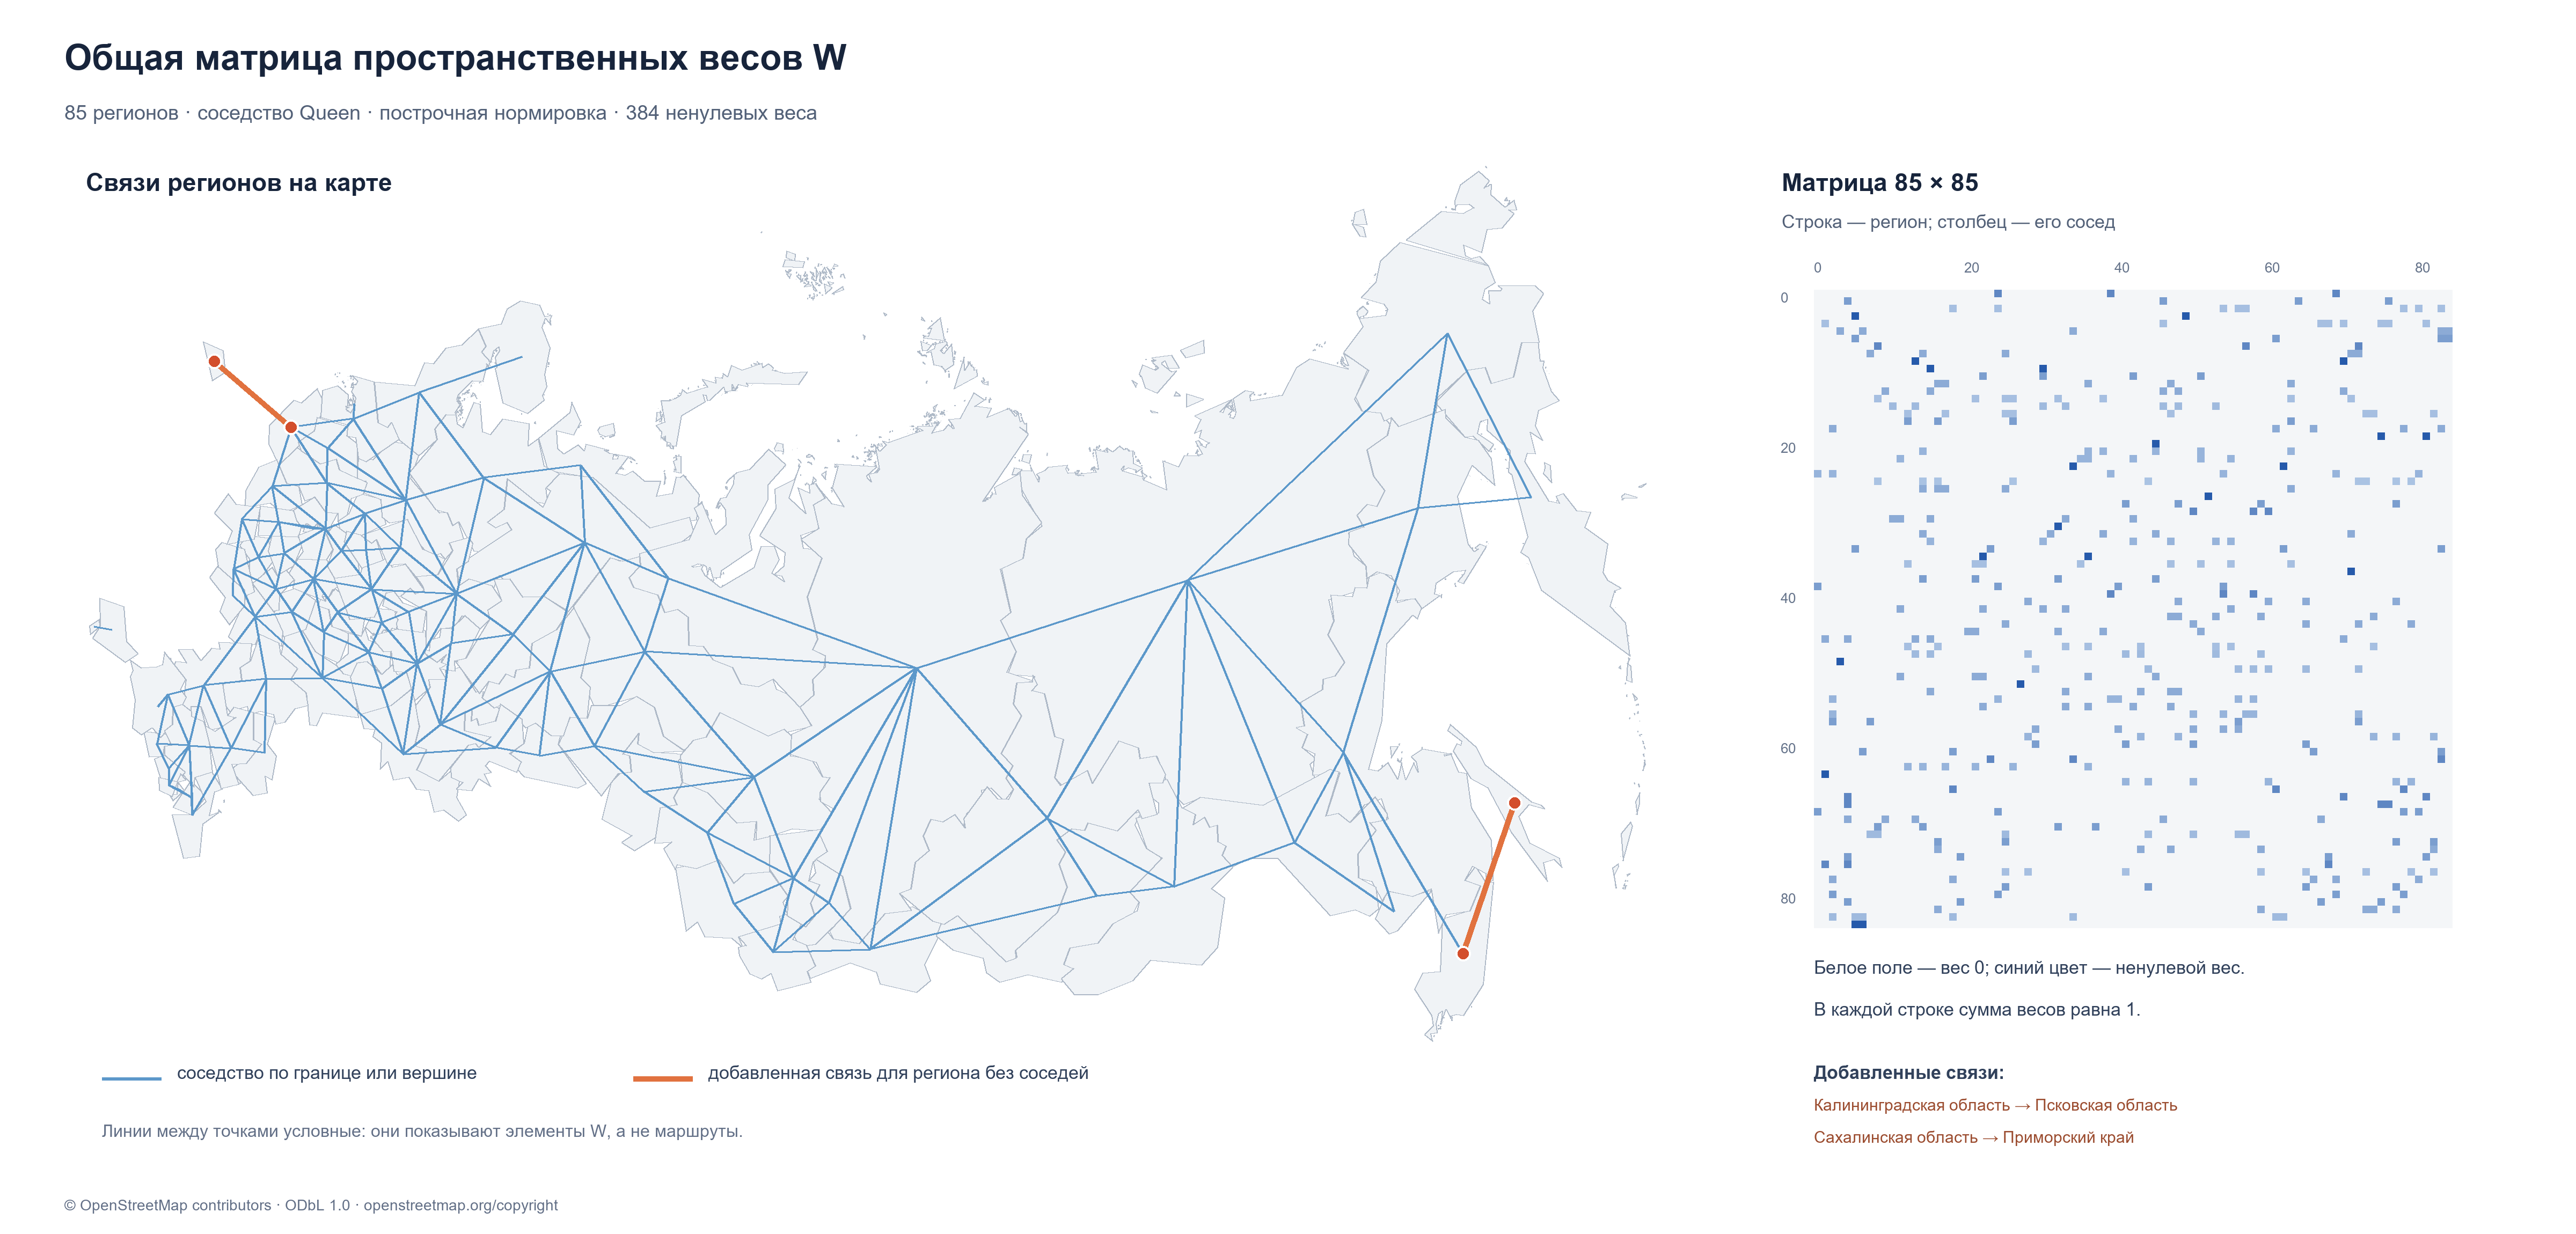 Общая матрица пространственных весов W
85 регионов · соседство Queen · построчная нормировка · 384 ненулевых веса
Связи регионов на карте
соседство по границе или вершине
добавленная связь для региона без соседей
Линии между точками условные: они показывают элементы W, а не маршруты.
Матрица 85 × 85
Строка — регион; столбец — его сосед
0 20 40 60 80
0
20
40
60
80
Белое поле — вес 0; синий цвет — ненулевой вес.
В каждой строке сумма весов равна 1.
Добавленные связи:
Калининградская область → Псковская область
Сахалинская область → Приморский край
© OpenStreetMap contributors · ODbL 1.0 · openstreetmap.org/copyright